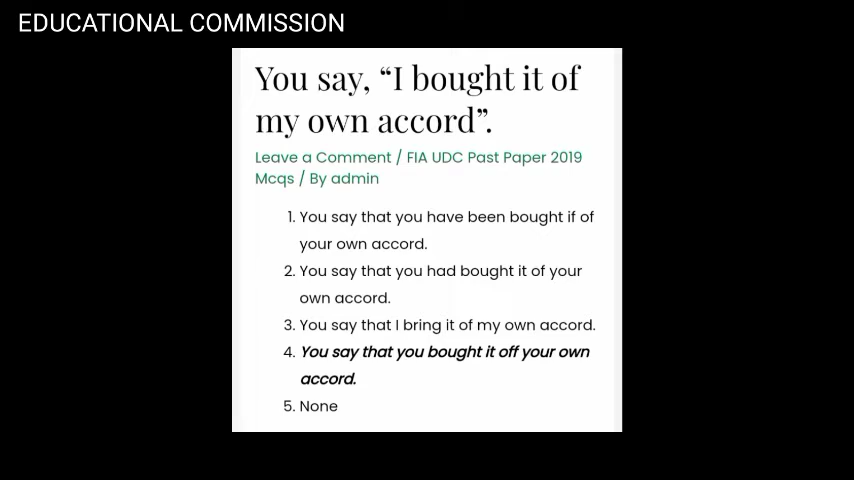 EDUCATIONAL COMMISSION
You say, “I bought it of
my own accord”.
Leave a Comment / FIA UDC Past Paper 2019
Mcqs / By admin
1. You say that you have been bought if of
your own accord.
2. You say that you had bought it of your
own accord.
3. You say that I bring it of my own accord.
4. You say that you bought it off your own
accord.
5. None